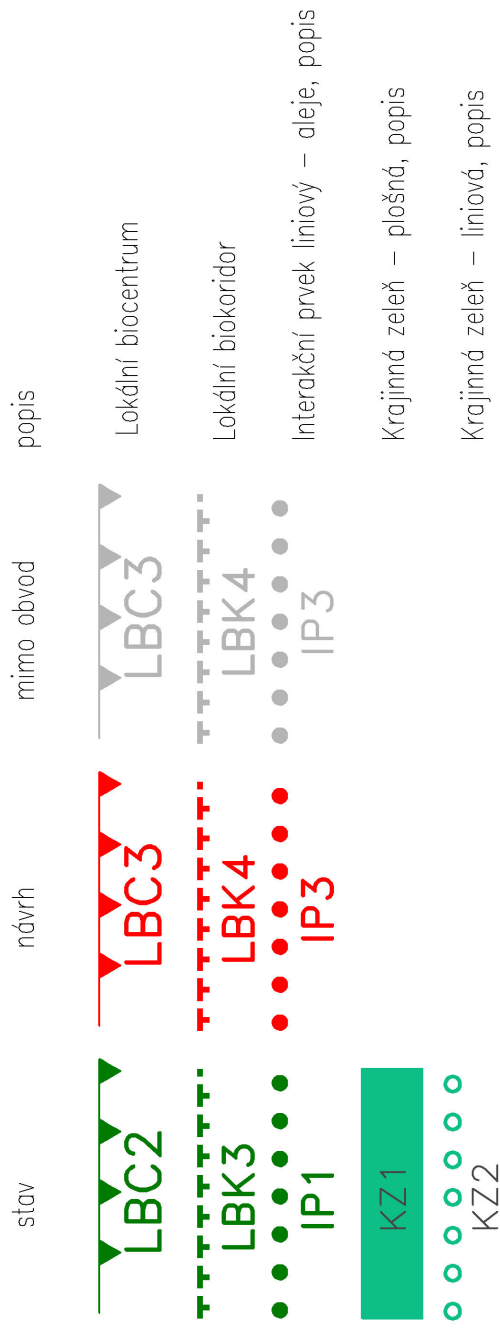 stav návrh mimo obvod popis
LBC2 LBC3 LBC3 Lokální biocentrum
LBK3 LBK4 LBK4 Lokální biokoridor
IP1 IP3 IP3 Interakční prvek liniový – aleje, popis
KZ1 Krajinná zeleň – plošná, popis
KZ2 Krajinná zeleň – liniová, popis